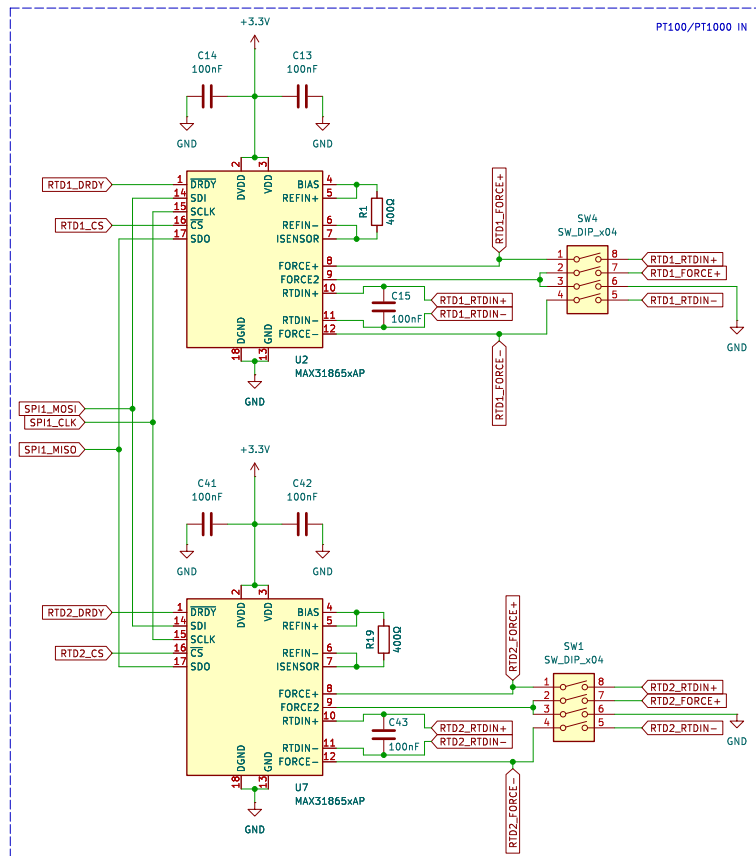 PT100/PT1000 IN
+3.3V
C14
100nF
C13
100nF
GND
GND
2
3
DVDD
VDD
RTD1_DRDY
1
DRDY
14
SDI
15
SCLK
RTD1_CS
16
CS
17
SDO
BIAS
4
REFIN+
5
REFIN-
6
ISENSOR
7
FORCE+
8
FORCE2
9
RTDIN+
10
RTDIN-
11
FORCE-
12
R1
400Ω
C15
100nF
RTD1_RTDIN+
RTD1_RTDIN-
RTD1_FORCE+
RTD1_FORCE-
SW4
SW_DIP_x04
1
2
3
4
8
7
6
5
RTD1_RTDIN+
RTD1_FORCE+
RTD1_RTDIN-
GND
DGND
GND
18
13
U2
MAX31865xAP
GND
SPI1_MOSI
SPI1_CLK
SPI1_MISO
+3.3V
C41
100nF
C42
100nF
GND
GND
2
3
DVDD
VDD
RTD2_DRDY
1
DRDY
14
SDI
15
SCLK
RTD2_CS
16
CS
17
SDO
BIAS
4
REFIN+
5
REFIN-
6
ISENSOR
7
FORCE+
8
FORCE2
9
RTDIN+
10
RTDIN-
11
FORCE-
12
R19
400Ω
C43
100nF
RTD2_RTDIN+
RTD2_RTDIN-
RTD2_FORCE+
RTD2_FORCE-
SW1
SW_DIP_x04
1
2
3
4
8
7
6
5
RTD2_RTDIN+
RTD2_FORCE+
RTD2_RTDIN-
GND
DGND
GND
18
13
U7
MAX31865xAP
GND